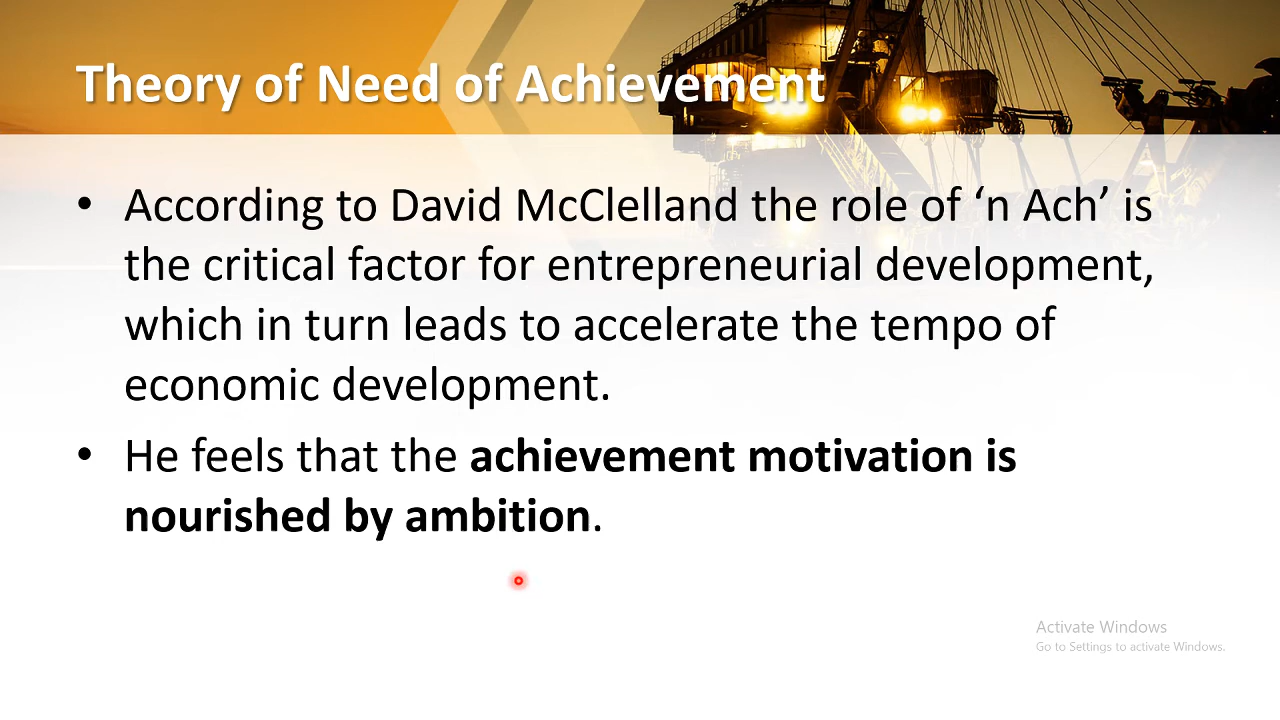 Theory of Need of Achievement
• According to David McClelland the role of ‘n Ach’ is
the critical factor for entrepreneurial development,
which in turn leads to accelerate the tempo of
economic development.
• He feels that the achievement motivation is
nourished by ambition.
Activate Windows
Go to Settings to activate Windows.